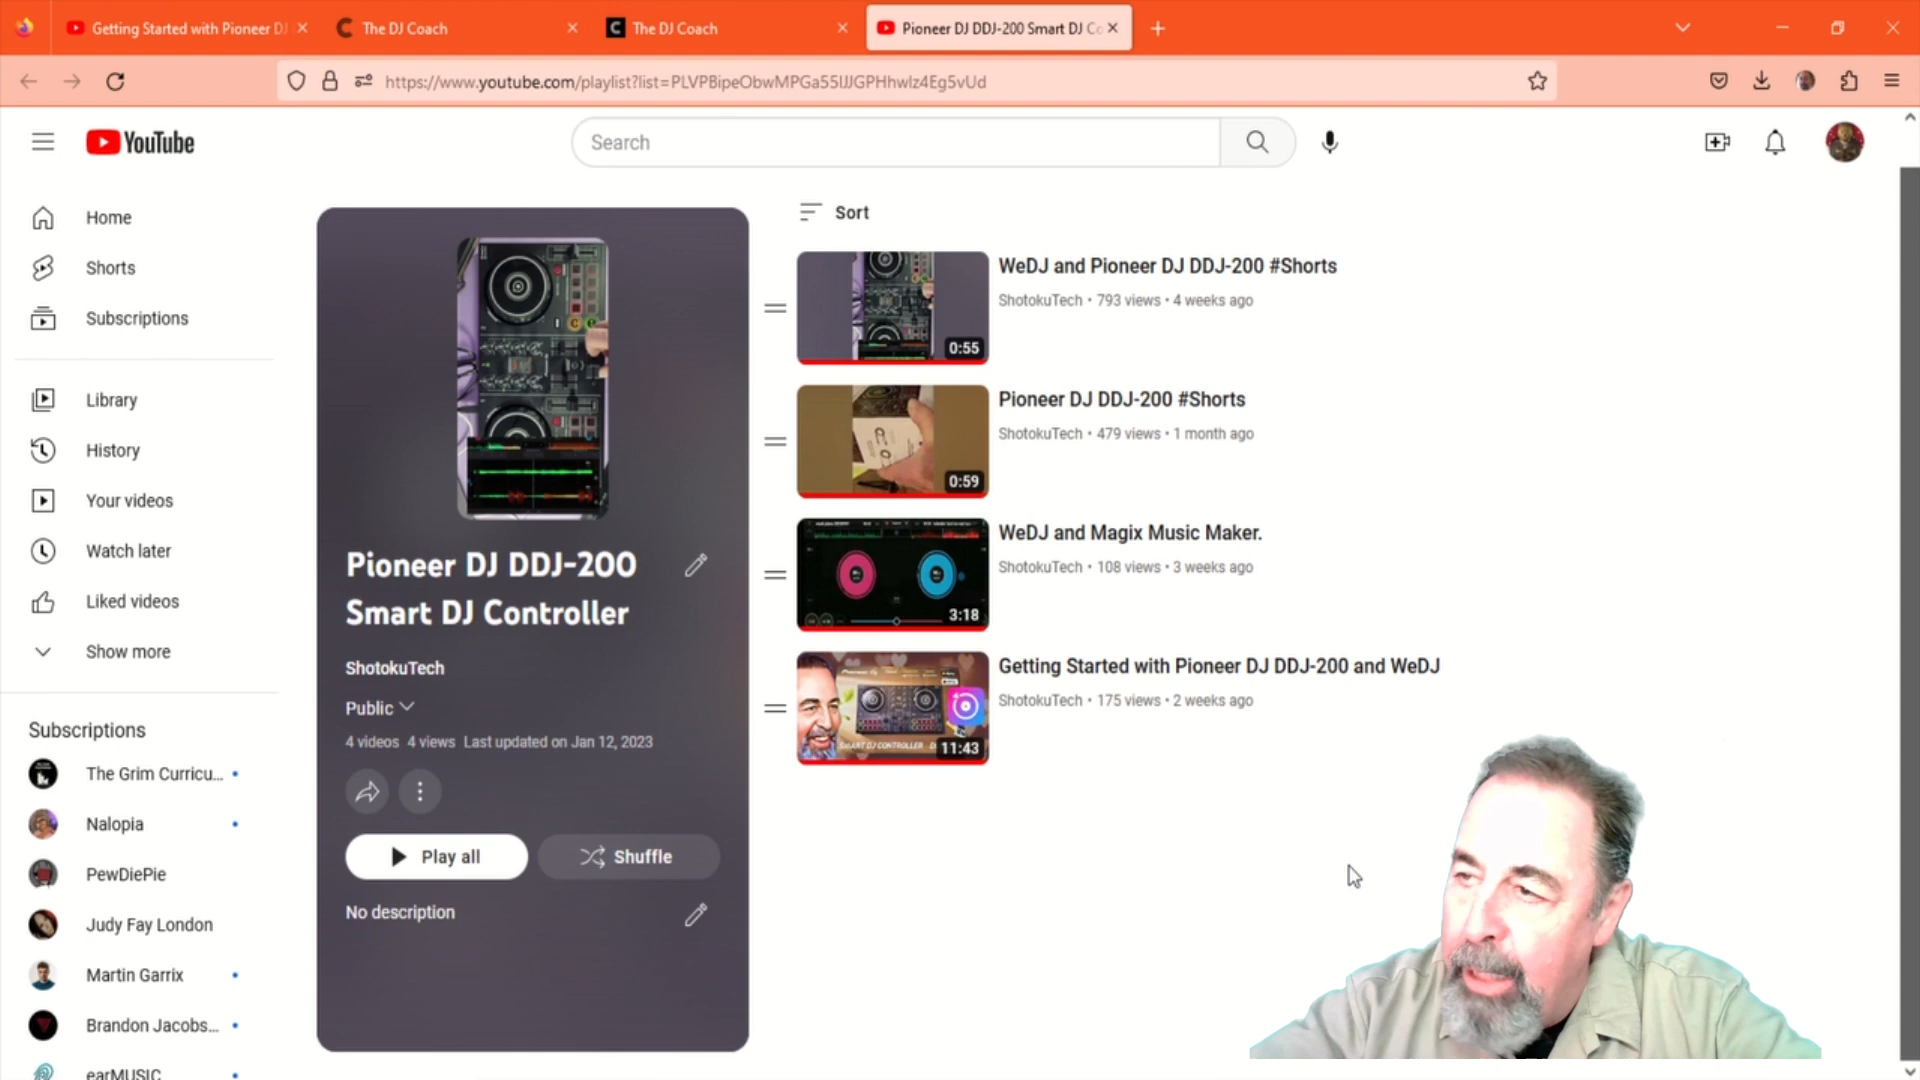 Getting Started with Pioneer DJ
The DJ Coach
The DJ Coach
Pioneer DJ DDJ-200 Smart DJ Co
https://www.youtube.com/playlist?list=PLVPBipeObwMPGa55IJJGPHhwlz4Eg5vUd
YouTube
Search
Home
Shorts
Subscriptions
Library
History
Your videos
Watch later
Liked videos
Show more
Subscriptions
The Grim Curricu...
Nalopia
PewDiePie
Judy Fay London
Martin Garrix
Brandon Jacobs...
earMUSIC
Pioneer DJ DDJ-200
Smart DJ Controller
ShotokuTech
Public
4 videos 4 views Last updated on Jan 12, 2023
Play all
Shuffle
No description
Sort
0:55
WeDJ and Pioneer DJ DDJ-200 #Shorts
ShotokuTech • 793 views • 4 weeks ago
0:59
Pioneer DJ DDJ-200 #Shorts
ShotokuTech • 479 views • 1 month ago
3:18
WeDJ and Magix Music Maker.
ShotokuTech • 108 views • 3 weeks ago
SMART DJ CONTROLLER
11:43
Getting Started with Pioneer DJ DDJ-200 and WeDJ
ShotokuTech • 175 views • 2 weeks ago